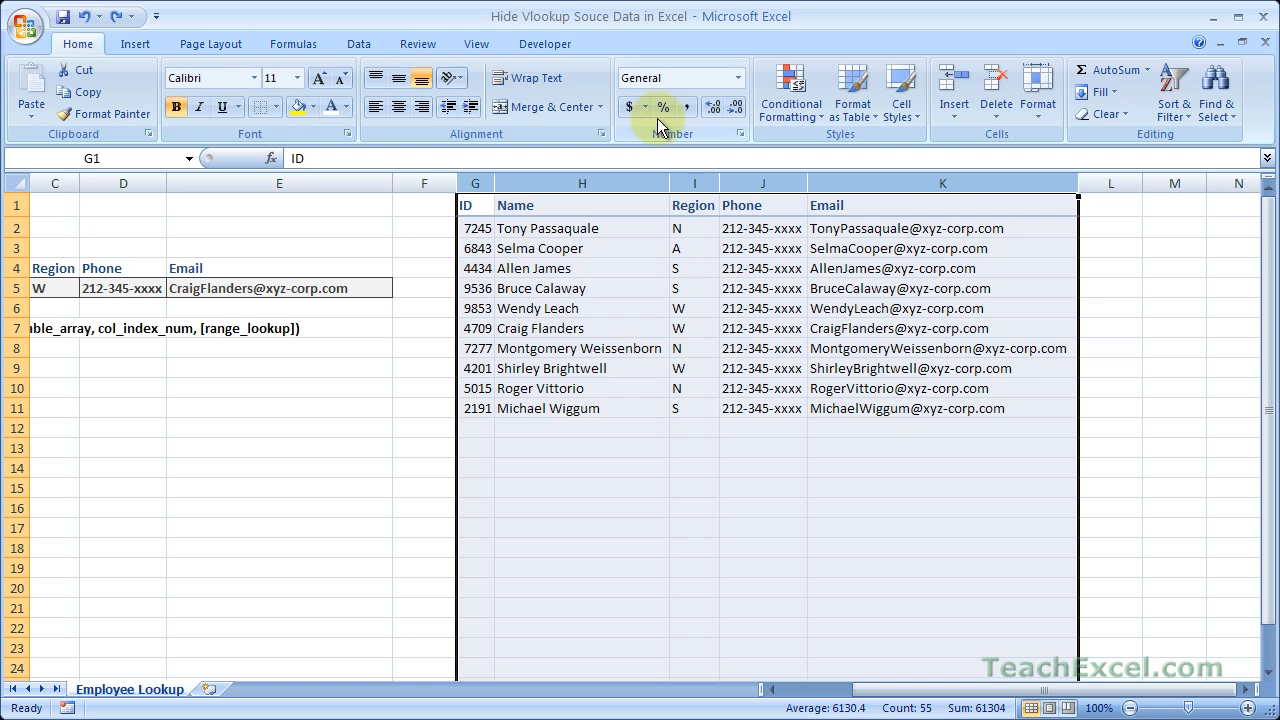 Hide Vlookup Souce Data in Excel - Microsoft Excel
Home Insert Page Layout Formulas Data Review View Developer
Paste Cut Copy Format Painter Clipboard
Calibri 11 B I U A A A Font
Wrap Text Merge & Center Alignment
General $ % , Number
Conditional Formatting Format as Table Cell Styles Styles
Insert Delete Format Cells
Σ AutoSum Fill Clear Sort & Filter Find & Select Editing
G1 fx ID
C D E F G H I J K L M N
1 ID Name Region Phone Email
2 7245 Tony Passaquale N 212-345-xxxx TonyPassaquale@xyz-corp.com
3 6843 Selma Cooper A 212-345-xxxx SelmaCooper@xyz-corp.com
4 Region Phone Email 4434 Allen James S 212-345-xxxx AllenJames@xyz-corp.com
5 W 212-345-xxxx CraigFlanders@xyz-corp.com 9536 Bruce Calaway S 212-345-xxxx BruceCalaway@xyz-corp.com
6 9853 Wendy Leach W 212-345-xxxx WendyLeach@xyz-corp.com
7 able_array, col_index_num, [range_lookup]) 4709 Craig Flanders W 212-345-xxxx CraigFlanders@xyz-corp.com
8 7277 Montgomery Weissenborn N 212-345-xxxx MontgomeryWeissenborn@xyz-corp.com
9 4201 Shirley Brightwell W 212-345-xxxx ShirleyBrightwell@xyz-corp.com
10 5015 Roger Vittorio N 212-345-xxxx RogerVittorio@xyz-corp.com
11 2191 Michael Wiggum S 212-345-xxxx MichaelWiggum@xyz-corp.com
12
13
14
15
16
17
18
19
20
21
22
23
24
TeachExcel.com
Employee Lookup
Ready Average: 6130.4 Count: 55 Sum: 61304 100%